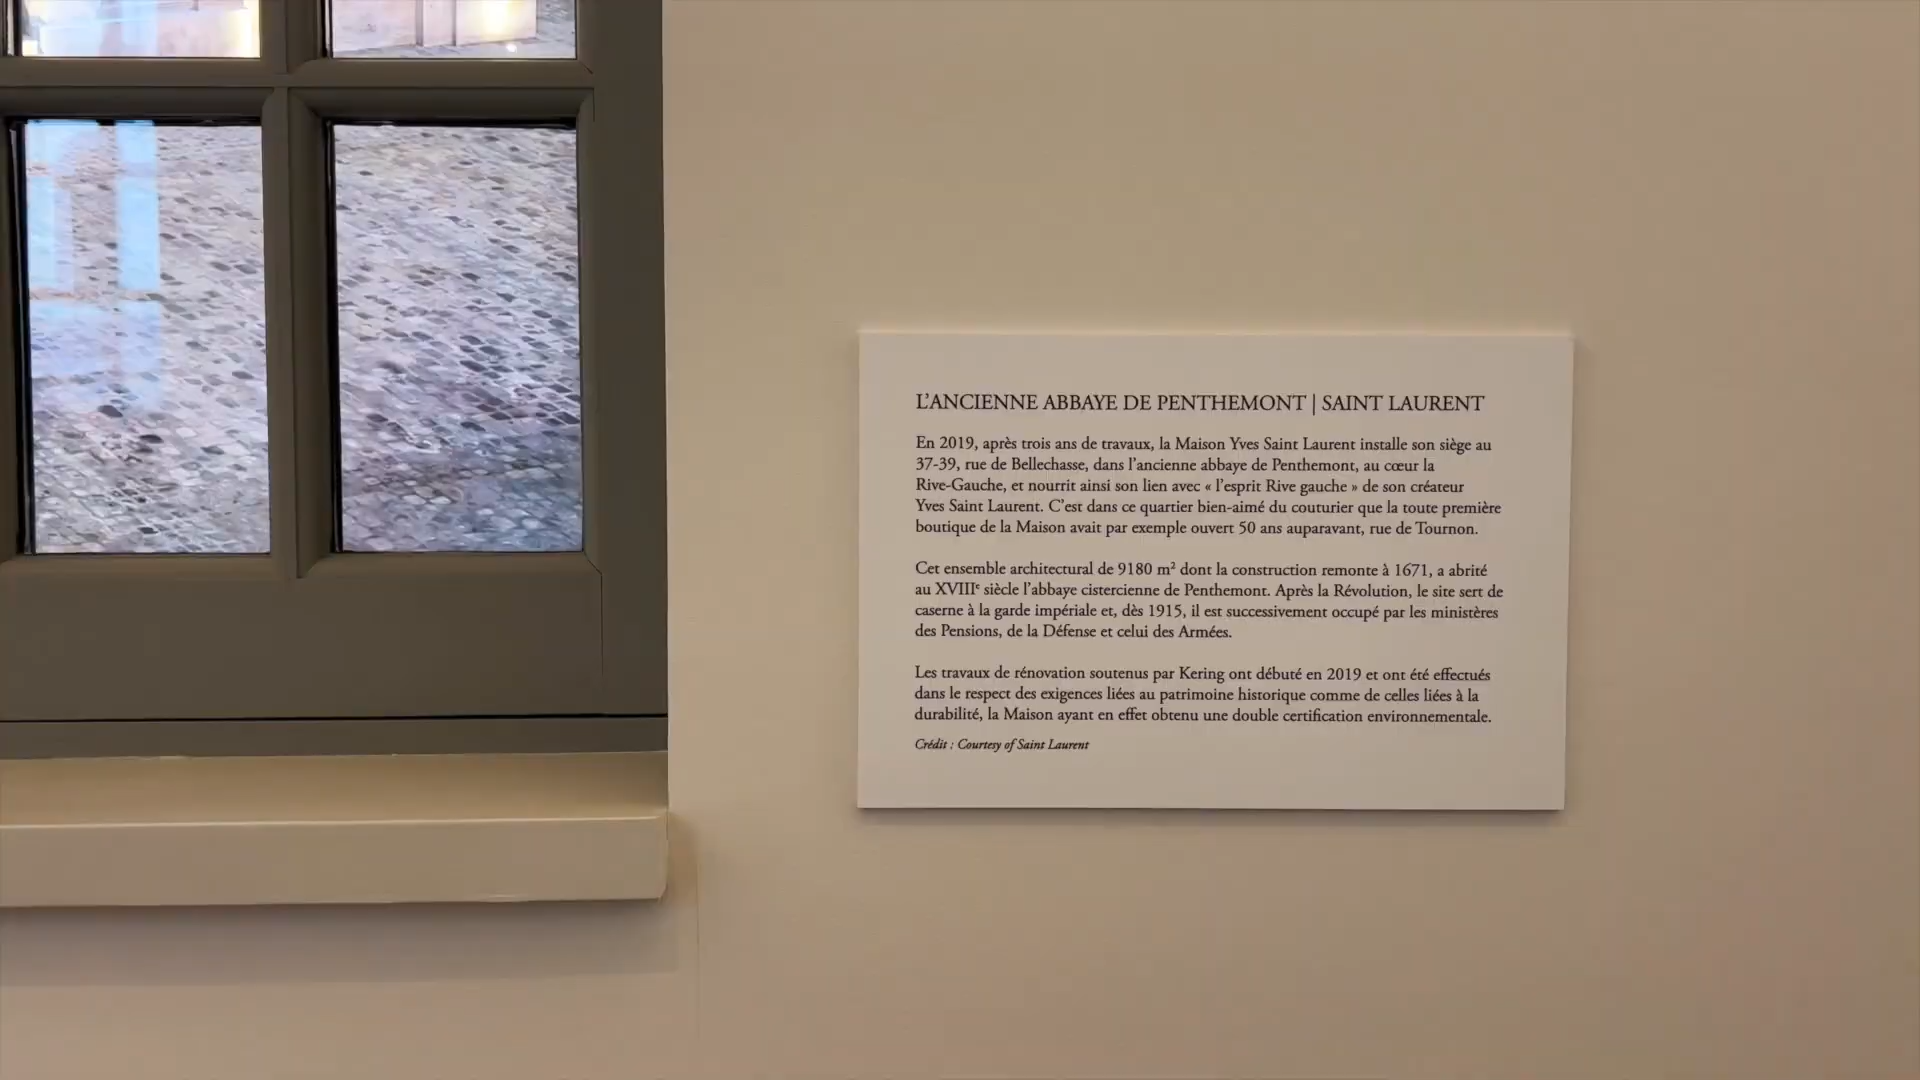 L'ANCIENNE ABBAYE DE PENTHEMONT | SAINT LAURENT
En 2019, après trois ans de travaux, la Maison Yves Saint Laurent installe son siège au
37-39, rue de Bellechasse, dans l'ancienne abbaye de Penthemont, au cœur la
Rive-Gauche, et nourrit ainsi son lien avec « l'esprit Rive gauche » de son créateur
Yves Saint Laurent. C'est dans ce quartier bien-aimé du couturier que la toute première
boutique de la Maison avait par exemple ouvert 50 ans auparavant, rue de Tournon.
Cet ensemble architectural de 9180 m² dont la construction remonte à 1671, a abrité
au XVIIIᵉ siècle l'abbaye cistercienne de Penthemont. Après la Révolution, le site sert de
caserne à la garde impériale et, dès 1915, il est successivement occupé par les ministères
des Pensions, de la Défense et celui des Armées.
Les travaux de rénovation soutenus par Kering ont débuté en 2019 et ont été effectués
dans le respect des exigences liées au patrimoine historique comme de celles liées à la
durabilité, la Maison ayant en effet obtenu une double certification environnementale.
Crédit : Courtesy of Saint Laurent